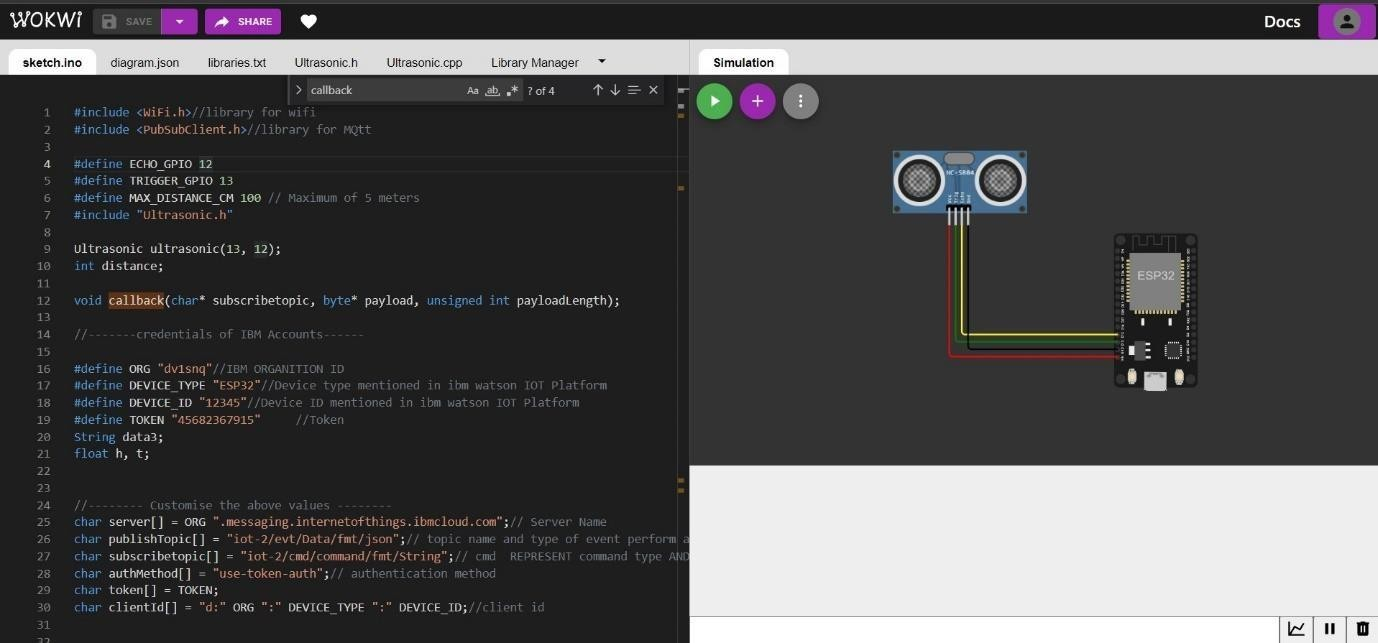 WOKWi SAVE SHARE Docs
sketch.ino diagram.json libraries.txt Ultrasonic.h Ultrasonic.cpp Library Manager
Simulation
callback Aa ab ? of 4
1 #include <WiFi.h>//library for wifi
2 #include <PubSubClient.h>//library for MQtt
3
4 #define ECHO_GPIO 12
5 #define TRIGGER_GPIO 13
6 #define MAX_DISTANCE_CM 100 // Maximum of 5 meters
7 #include "Ultrasonic.h"
8
9 Ultrasonic ultrasonic(13, 12);
10 int distance;
11
12 void callback(char* subscribetopic, byte* payload, unsigned int payloadLength);
13
14 //-------credentials of IBM Accounts------
15
16 #define ORG "dv1snq"//IBM ORGANITION ID
17 #define DEVICE_TYPE "ESP32"//Device type mentioned in ibm watson IOT Platform
18 #define DEVICE_ID "12345"//Device ID mentioned in ibm watson IOT Platform
19 #define TOKEN "45682367915" //Token
20 String data3;
21 float h, t;
22
23
24 //-------- Customise the above values --------
25 char server[] = ORG ".messaging.internetofthings.ibmcloud.com";// Server Name
26 char publishTopic[] = "iot-2/evt/Data/fmt/json";// topic name and type of event perform a
27 char subscribetopic[] = "iot-2/cmd/command/fmt/String";// cmd REPRESENT command type AND
28 char authMethod[] = "use-token-auth";// authentication method
29 char token[] = TOKEN;
30 char clientId[] = "d:" ORG ":" DEVICE_TYPE ":" DEVICE_ID;//client id
31
32
HC-SR04
ESP32